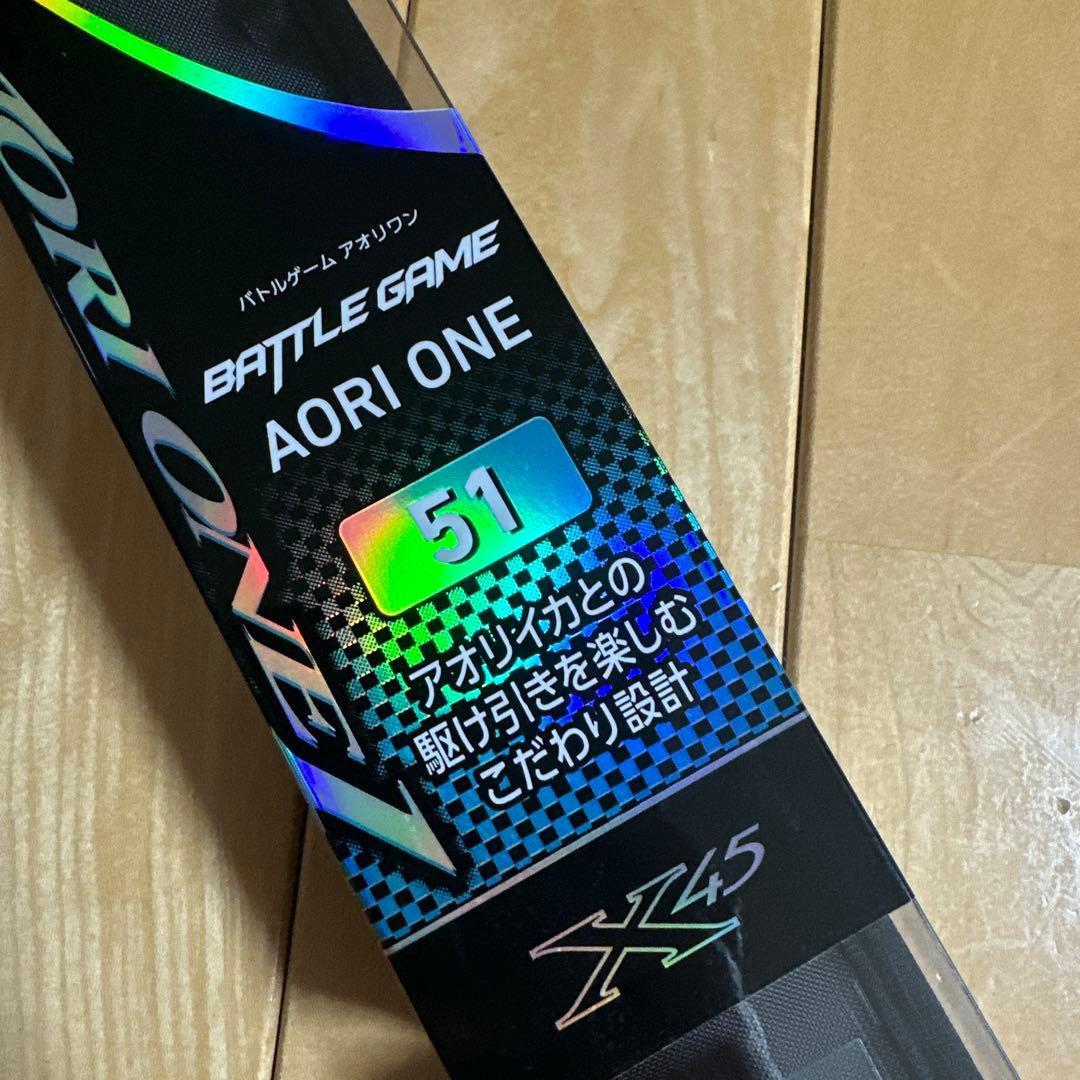 バトルゲーム アオリワン
BATTLE GAME
AORI ONE
51
アオリイカとの
駆け引きを楽しむ
こだわり設計
X45
ORI ONE